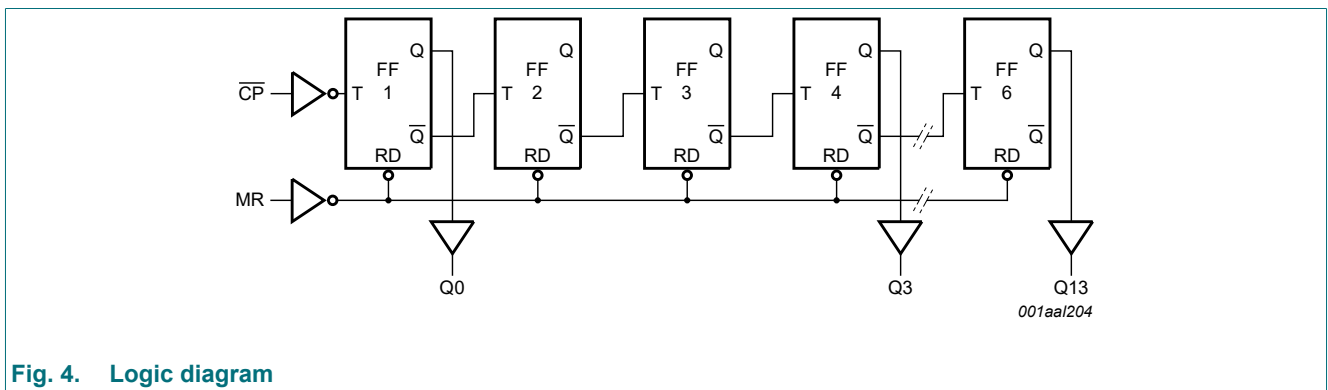 Q Q Q Q Q
FF FF FF FF FF
CP T 1 T 2 T 3 T 4 T 6
Q Q Q Q Q
RD RD RD RD RD
MR
Q0 Q3 Q13
001aal204
Fig. 4. Logic diagram